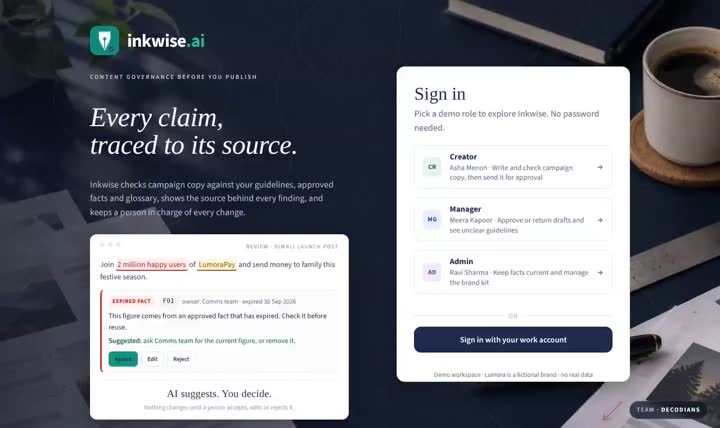 inkwise.ai
CONTENT GOVERNANCE BEFORE YOU PUBLISH
Every claim,
traced to its source.
Inkwise checks campaign copy against your guidelines, approved
facts and glossary, shows the source behind every finding, and
keeps a person in charge of every change.
REVIEW · DIWALI LAUNCH POST
Join 2 million happy users of LumoraPay and send money to family this
festive season.
EXPIRED FACT F01 owner: Comms team · expired 30 Sep 2026
This figure comes from an approved fact that has expired. Check it before
reuse.
Suggested: ask Comms team for the current figure, or remove it.
Accept Edit Reject
AI suggests. You decide.
Nothing changes until a person accepts, edits or rejects it.
Sign in
Pick a demo role to explore Inkwise. No password
needed.
CR Creator
Asha Menon · Write and check campaign
copy, then send it for approval
MG Manager
Meera Kapoor · Approve or return drafts and
see unclear guidelines
AD Admin
Ravi Sharma · Keep facts current and manage
the brand kit
OR
Sign in with your work account
Demo workspace · Lumora is a fictional brand · no real data
TEAM · DECODIANS